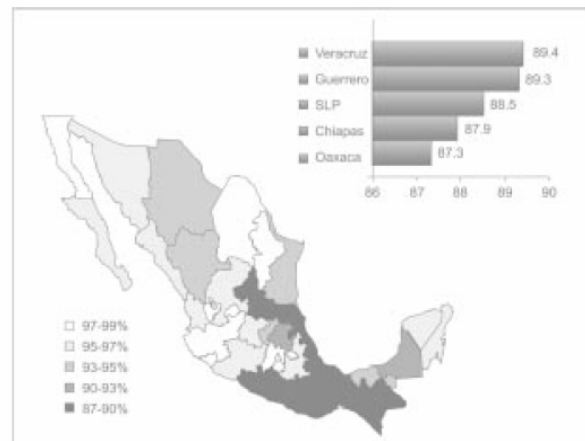 Veracruz 89.4
Guerrero 89.3
SLP 88.5
Chiapas 87.9
Oaxaca 87.3
86 87 88 89 90
97-99%
95-97%
93-95%
90-93%
87-90%